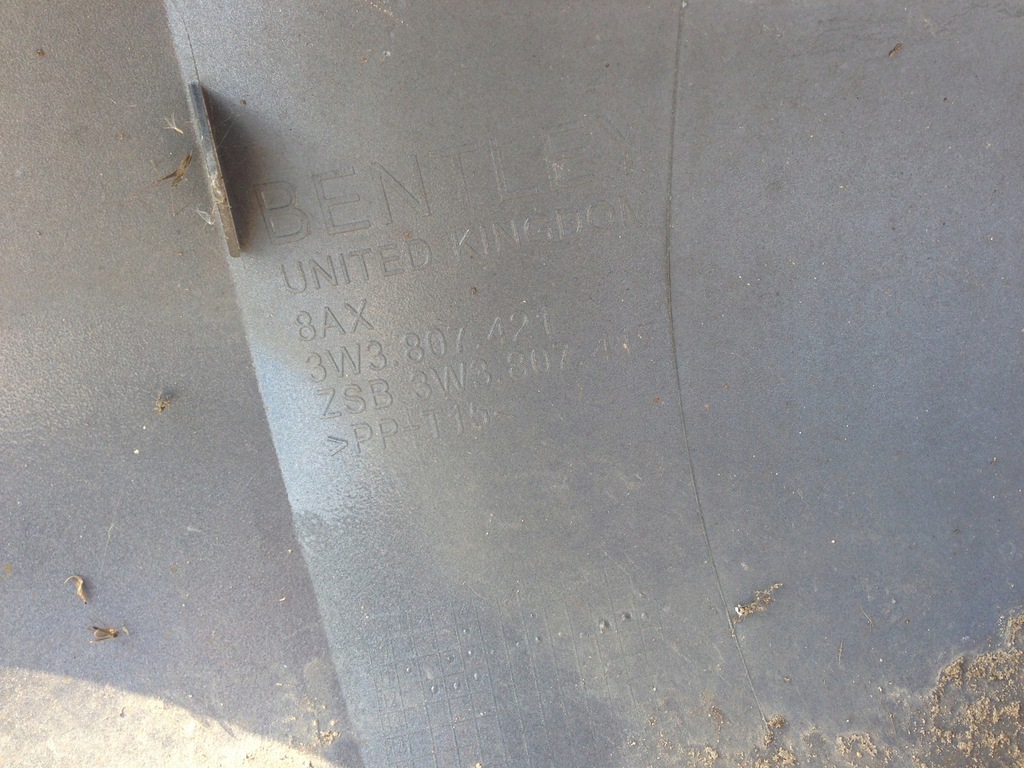 BENTLEY
UNITED KINGDOM
8AX
3W3.807.421
ZSB 3W3.807.
>PP-T15